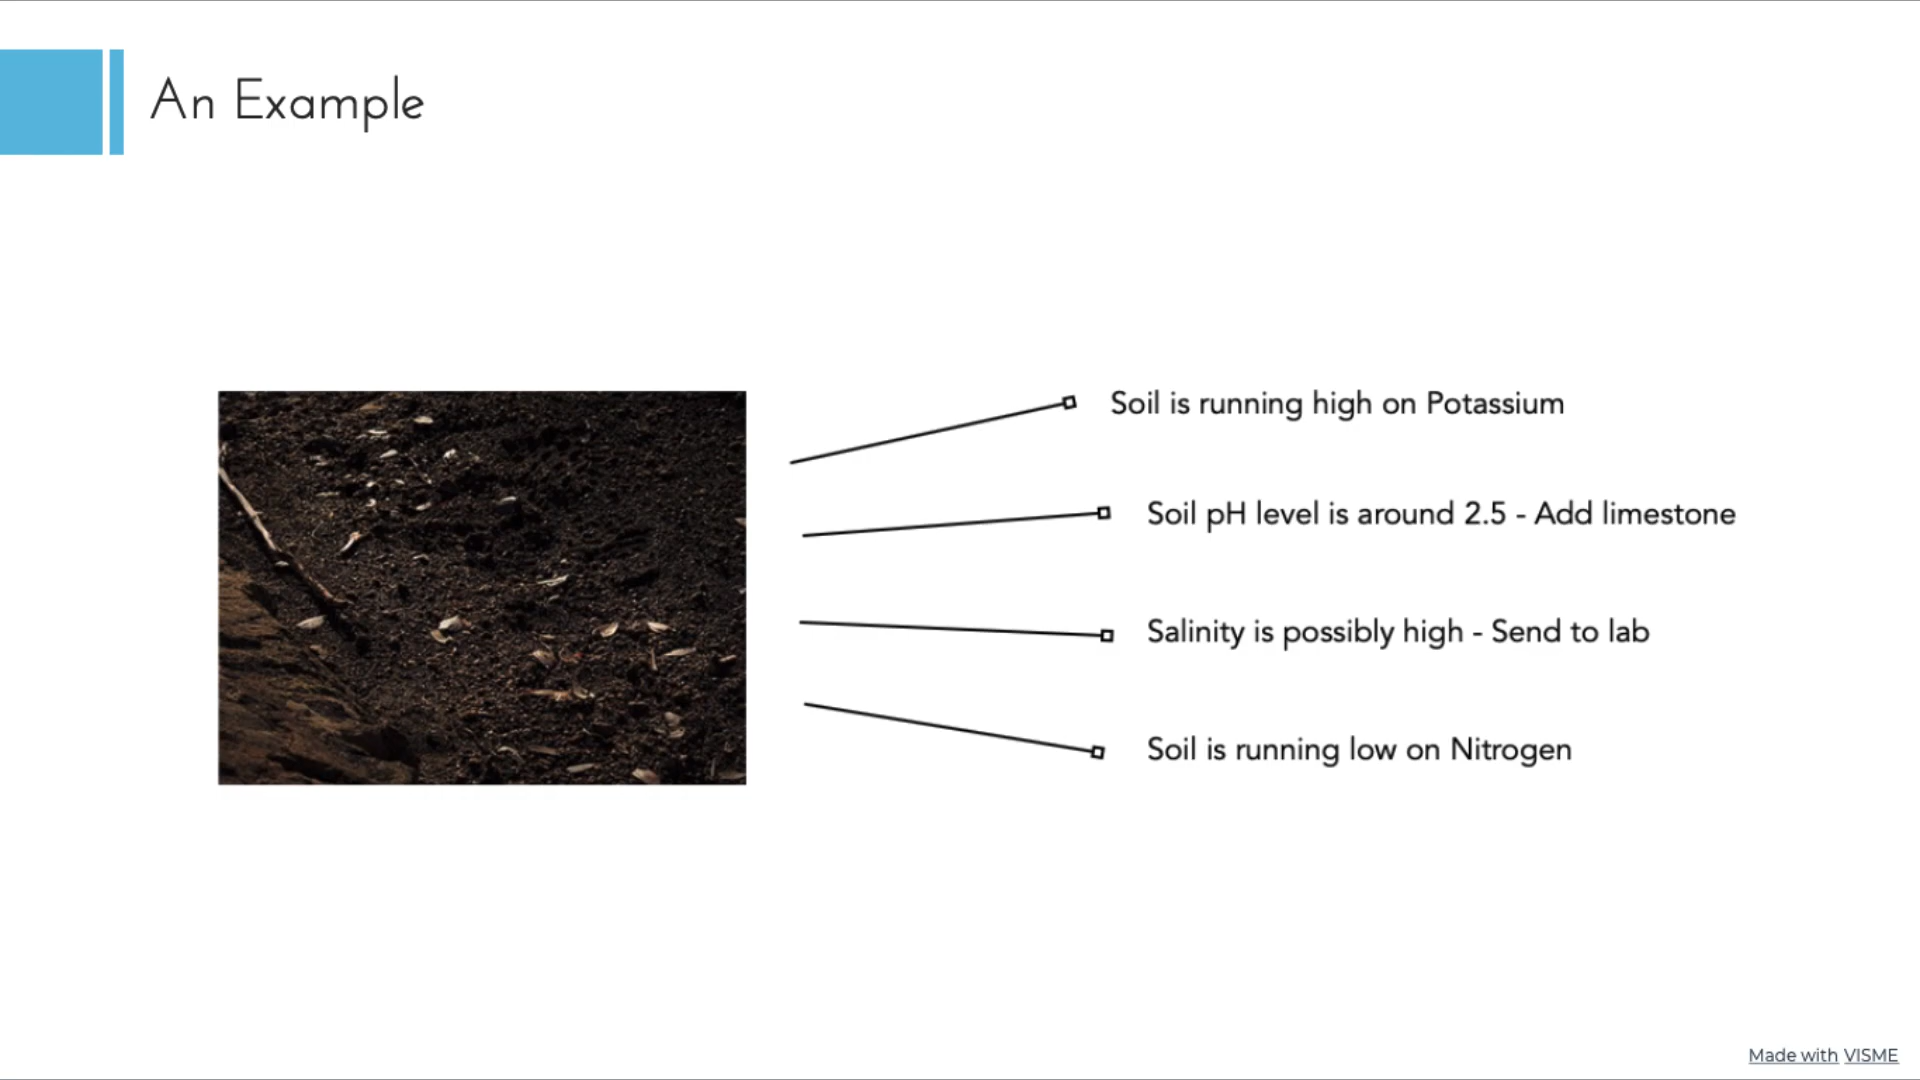 An Example
Soil is running high on Potassium
Soil pH level is around 2.5 - Add limestone
Salinity is possibly high - Send to lab
Soil is running low on Nitrogen
Made with VISME